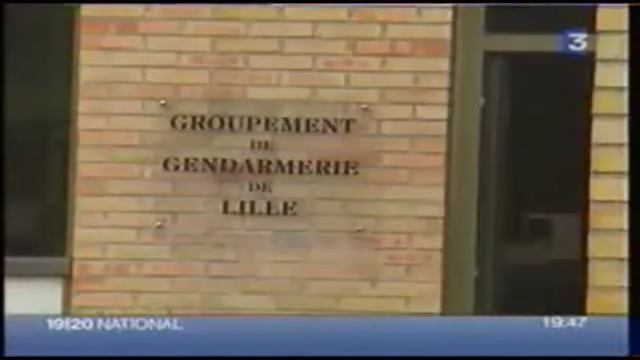 3
GROUPEMENT
DE
GENDARMERIE
DE
LILLE
19|20 NATIONAL
19:47